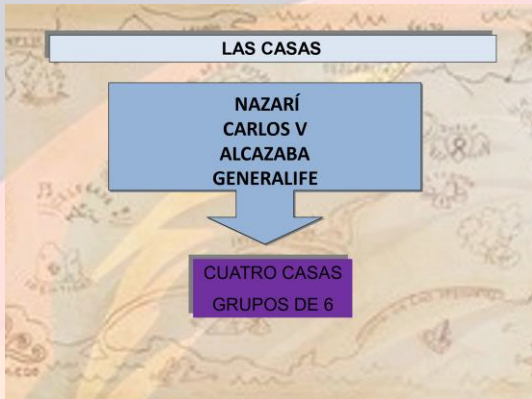 LAS CASAS
NAZARÍ
CARLOS V
ALCAZABA
GENERALIFE
CUATRO CASAS
GRUPOS DE 6